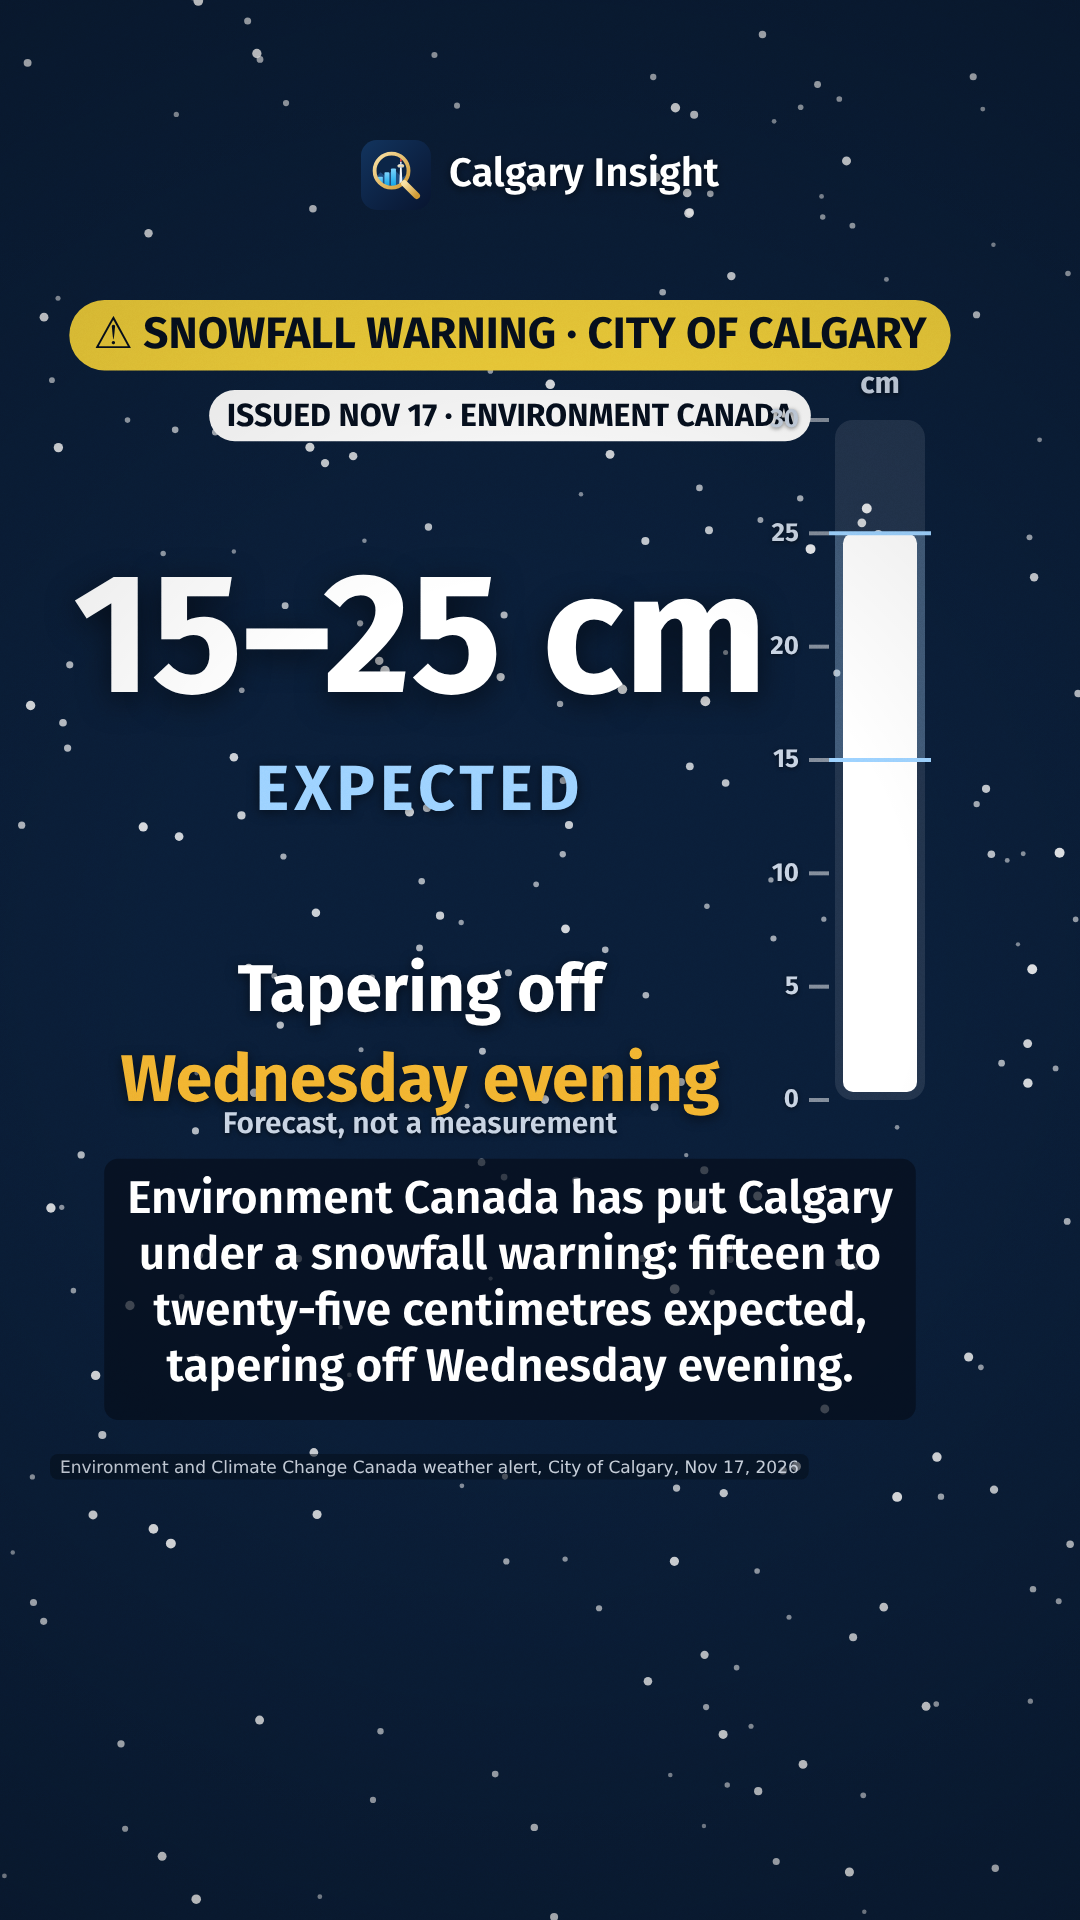 Calgary Insight
⚠ SNOWFALL WARNING · CITY OF CALGARY
cm
ISSUED NOV 17 · ENVIRONMENT CANADA
30
25
15–25 cm
20
15
EXPECTED
10
5
Tapering off
Wednesday evening
0
Forecast, not a measurement
Environment Canada has put Calgary
under a snowfall warning: fifteen to
twenty-five centimetres expected,
tapering off Wednesday evening.
Environment and Climate Change Canada weather alert, City of Calgary, Nov 17, 2026